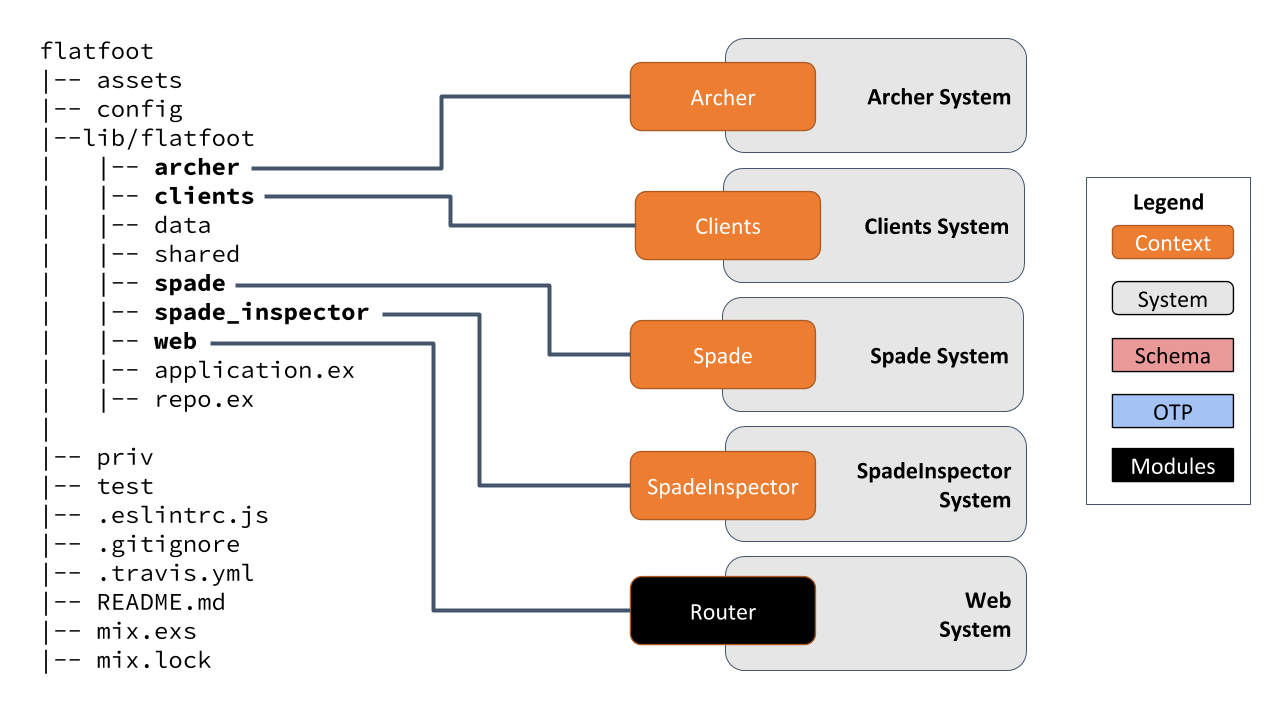 flatfoot
|-- assets
|-- config
|--lib/flatfoot
|   |-- archer
|   |-- clients
|   |-- data
|   |-- shared
|   |-- spade
|   |-- spade_inspector
|   |-- web
|   |-- application.ex
|   |-- repo.ex
|
|-- priv
|-- test
|-- .eslintrc.js
|-- .gitignore
|-- .travis.yml
|-- README.md
|-- mix.exs
|-- mix.lock
Archer
Archer System
Clients
Clients System
Spade
Spade System
SpadeInspector
SpadeInspector
System
Router
Web
System
Legend
Context
System
Schema
OTP
Modules